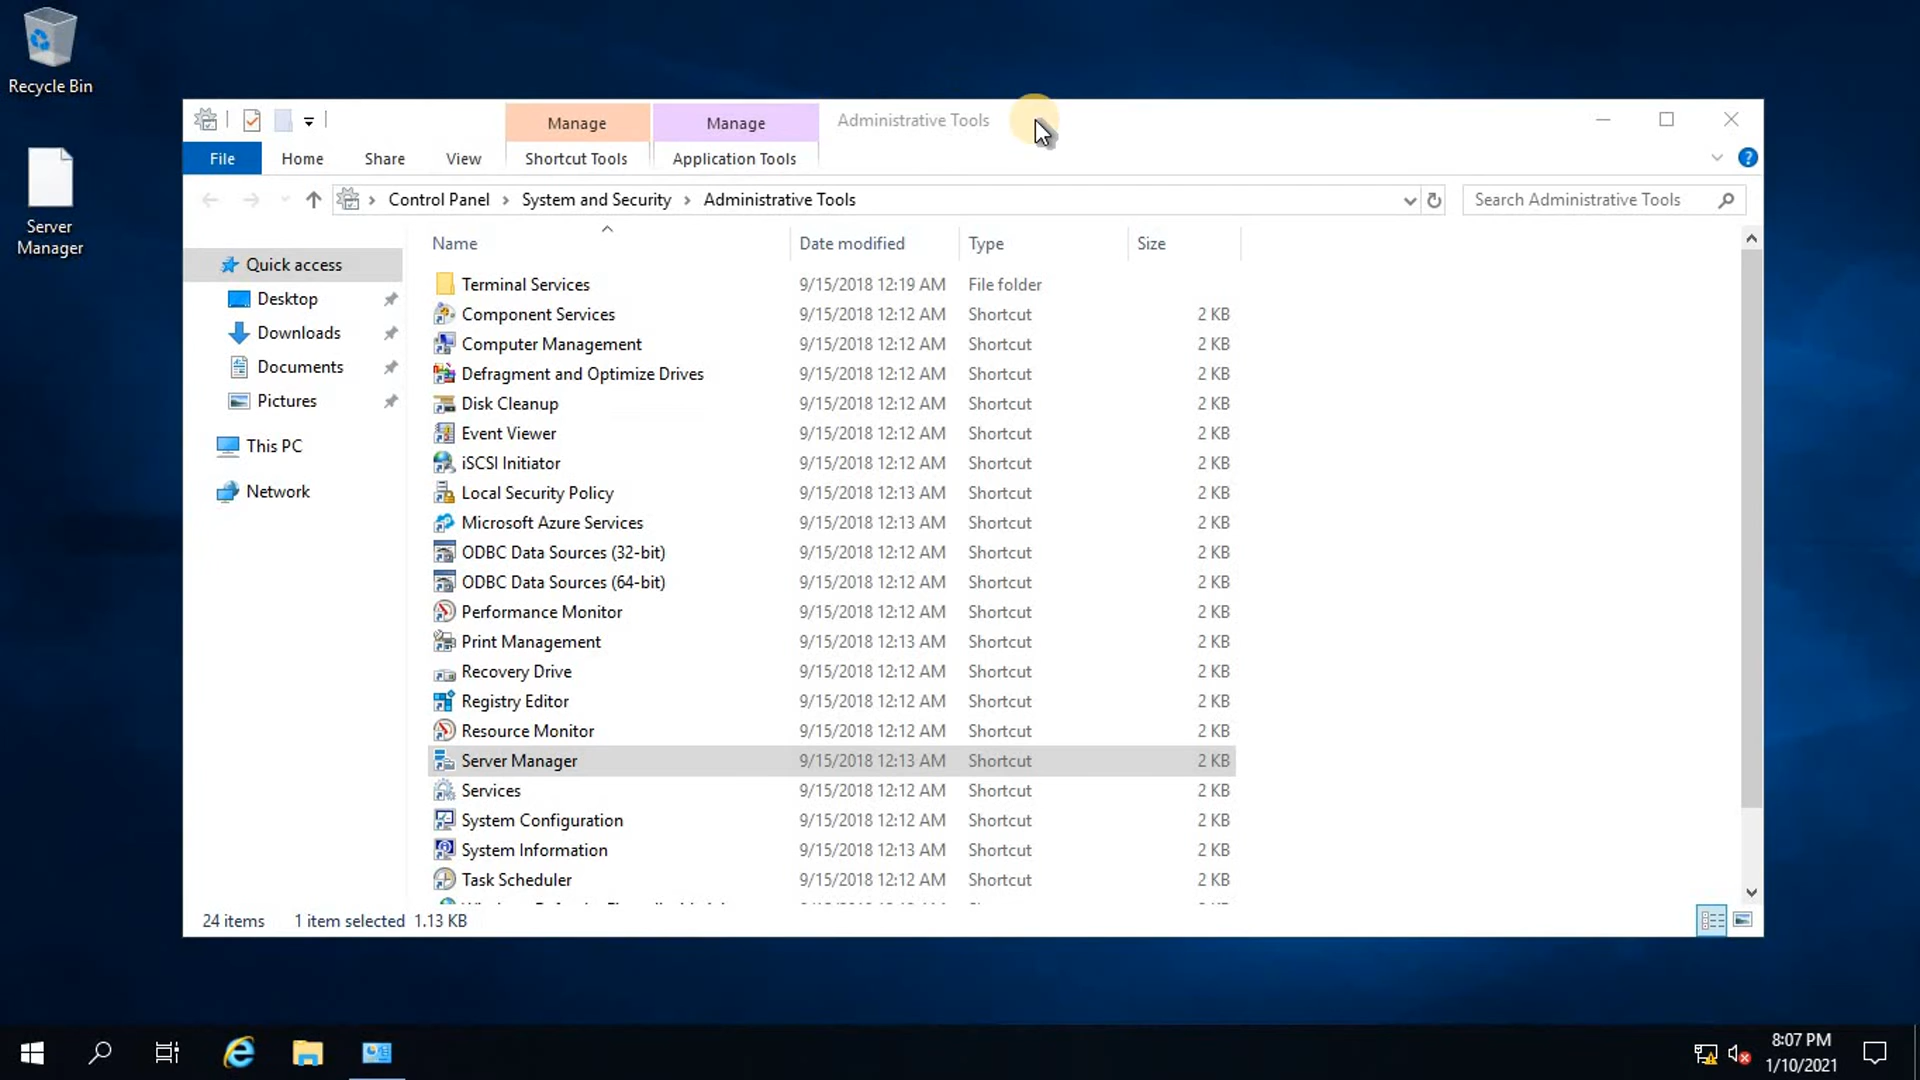 Recycle Bin
Server
Manager
Manage
Manage
Administrative Tools
File
Home
Share
View
Shortcut Tools
Application Tools
Control Panel
System and Security
Administrative Tools
Search Administrative Tools
Quick access
Desktop
Downloads
Documents
Pictures
This PC
Network
Name Date modified Type Size
Terminal Services 9/15/2018 12:19 AM File folder
Component Services 9/15/2018 12:12 AM Shortcut 2 KB
Computer Management 9/15/2018 12:12 AM Shortcut 2 KB
Defragment and Optimize Drives 9/15/2018 12:12 AM Shortcut 2 KB
Disk Cleanup 9/15/2018 12:12 AM Shortcut 2 KB
Event Viewer 9/15/2018 12:12 AM Shortcut 2 KB
iSCSI Initiator 9/15/2018 12:12 AM Shortcut 2 KB
Local Security Policy 9/15/2018 12:13 AM Shortcut 2 KB
Microsoft Azure Services 9/15/2018 12:13 AM Shortcut 2 KB
ODBC Data Sources (32-bit) 9/15/2018 12:12 AM Shortcut 2 KB
ODBC Data Sources (64-bit) 9/15/2018 12:12 AM Shortcut 2 KB
Performance Monitor 9/15/2018 12:12 AM Shortcut 2 KB
Print Management 9/15/2018 12:13 AM Shortcut 2 KB
Recovery Drive 9/15/2018 12:12 AM Shortcut 2 KB
Registry Editor 9/15/2018 12:12 AM Shortcut 2 KB
Resource Monitor 9/15/2018 12:12 AM Shortcut 2 KB
Server Manager 9/15/2018 12:13 AM Shortcut 2 KB
Services 9/15/2018 12:12 AM Shortcut 2 KB
System Configuration 9/15/2018 12:12 AM Shortcut 2 KB
System Information 9/15/2018 12:13 AM Shortcut 2 KB
Task Scheduler 9/15/2018 12:12 AM Shortcut 2 KB
24 items 1 item selected 1.13 KB
8:07 PM
1/10/2021